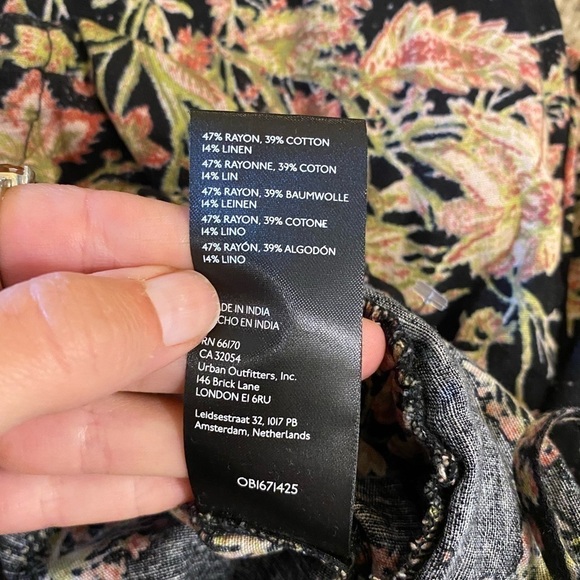 47% RAYON, 39% COTTON
14% LINEN
47% RAYONNE, 39% COTON
14% LIN
47% RAYON, 39% BAUMWOLLE
14% LEINEN
47% RAYON, 39% COTONE
14% LINO
47% RAYÓN, 39% ALGODÓN
14% LINO
ADE IN INDIA
CHO EN INDIA
RN 66170
CA 32054
Urban Outfitters, Inc.
146 Brick Lane
LONDON E1 6RU
Leidsestraat 32, 1017 PB
Amsterdam, Netherlands
OB1671425